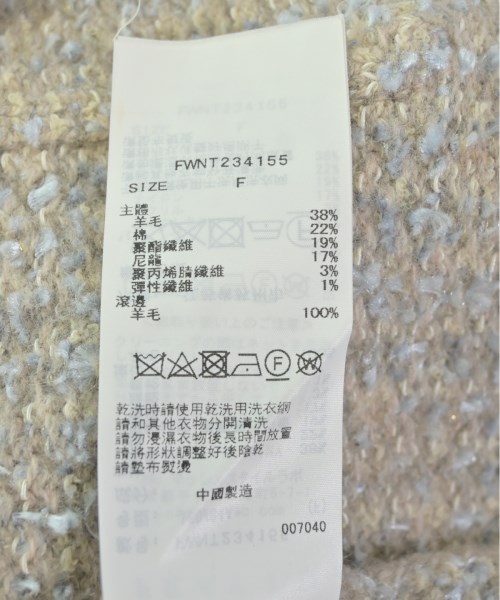 FWNT234155
SIZE F
主體
羊毛 38%
棉 22%
聚酯纖維 19%
尼龍 17%
聚丙烯腈纖維 3%
彈性纖維 1%
滾邊
羊毛 100%
乾洗時請使用乾洗用洗衣網
請和其他衣物分開清洗
請勿浸濕衣物後長時間放置
請將形狀調整好後陰乾
請墊布熨燙
中國製造
007040